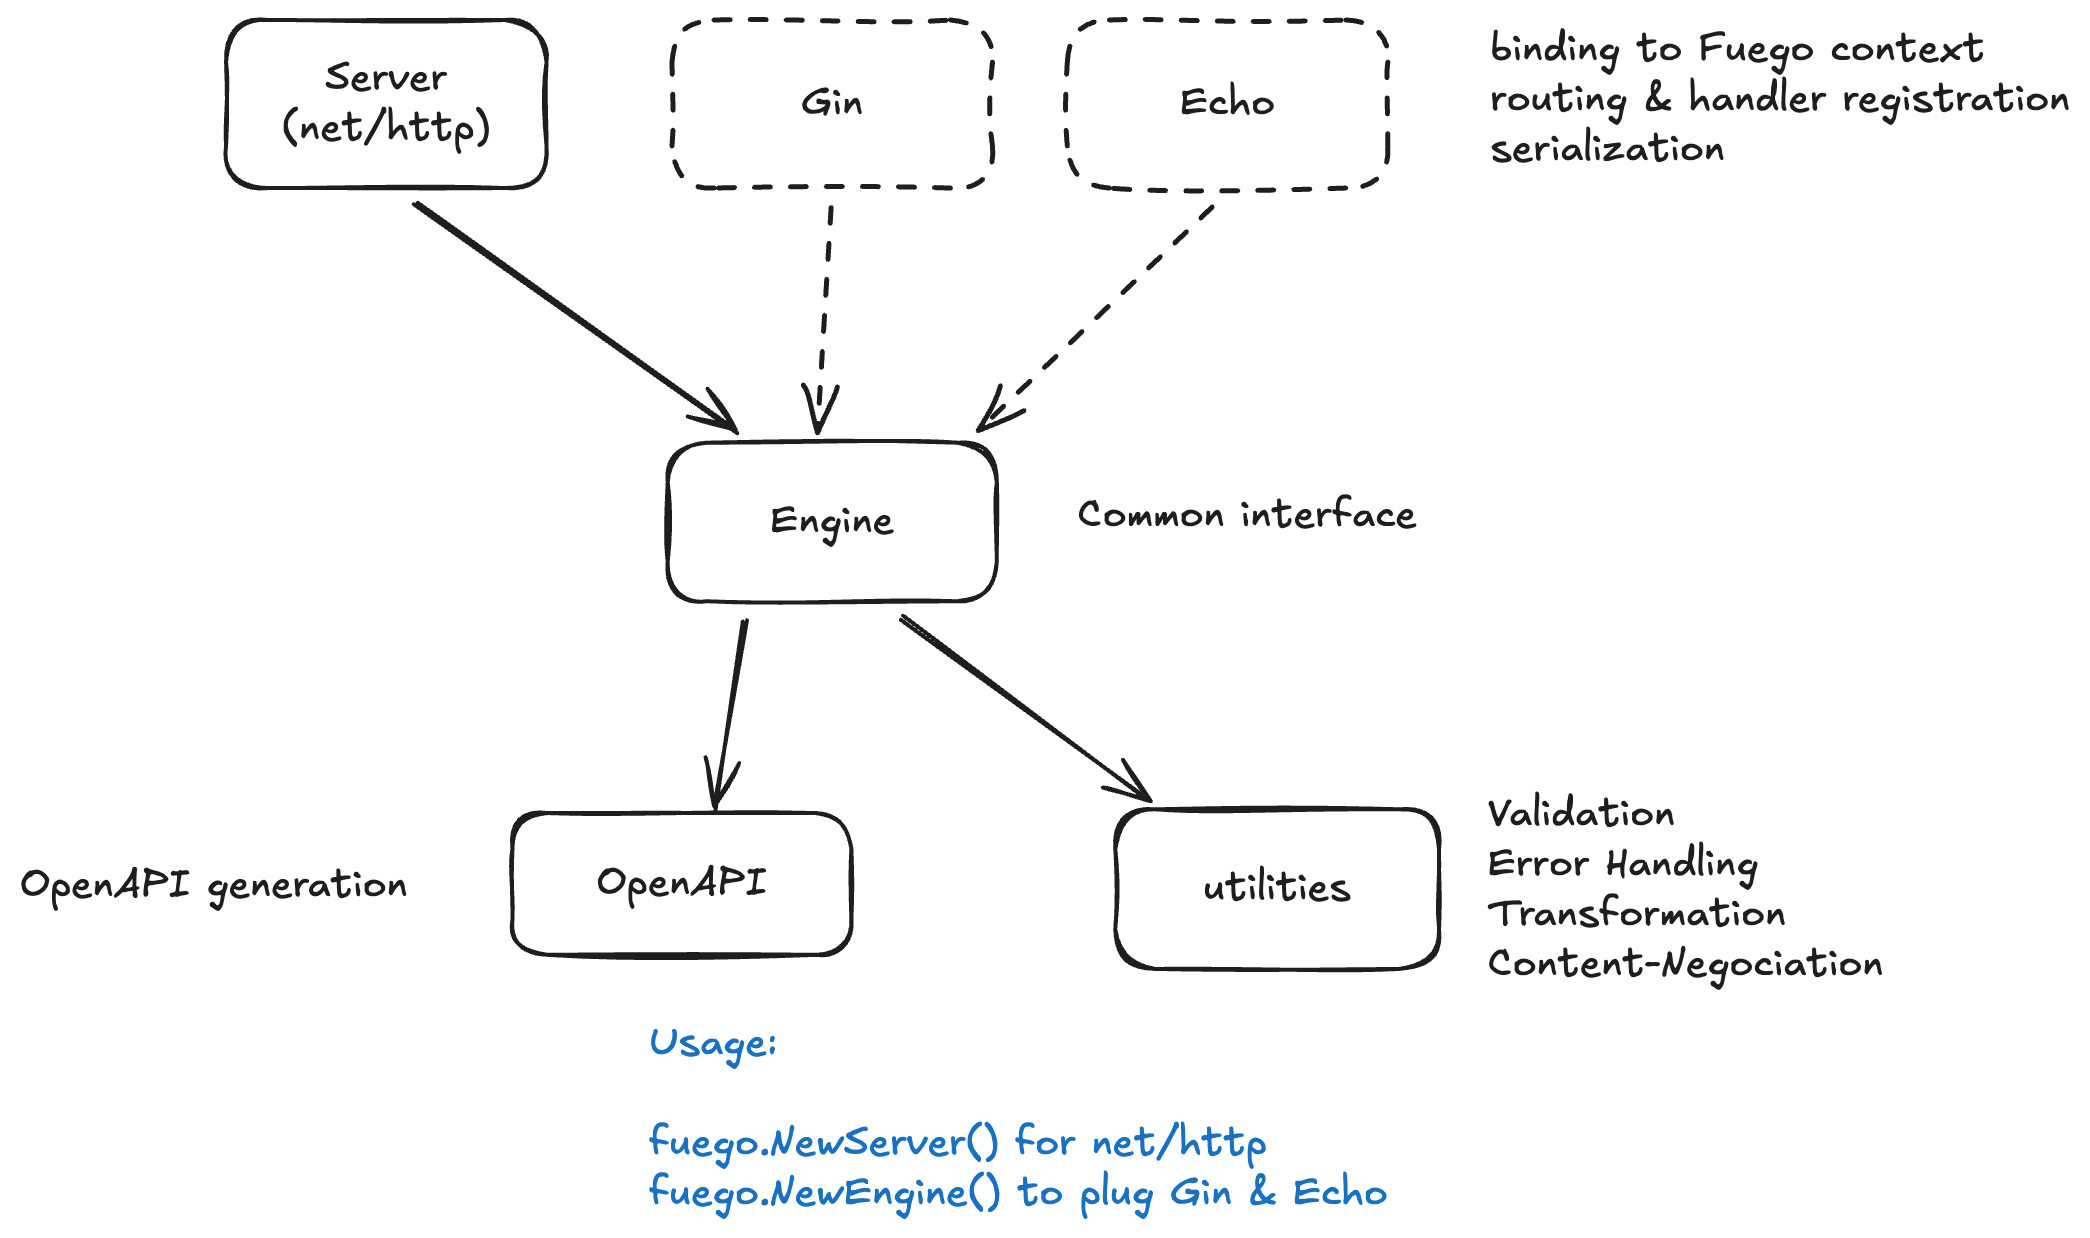 Server
(net/http)
Gin
Echo
binding to Fuego context
routing & handler registration
serialization
Engine
Common interface
OpenAPI generation
OpenAPI
utilities
Validation
Error Handling
Transformation
Content-Negociation
Usage:
fuego.NewServer() for net/http
fuego.NewEngine() to plug Gin & Echo